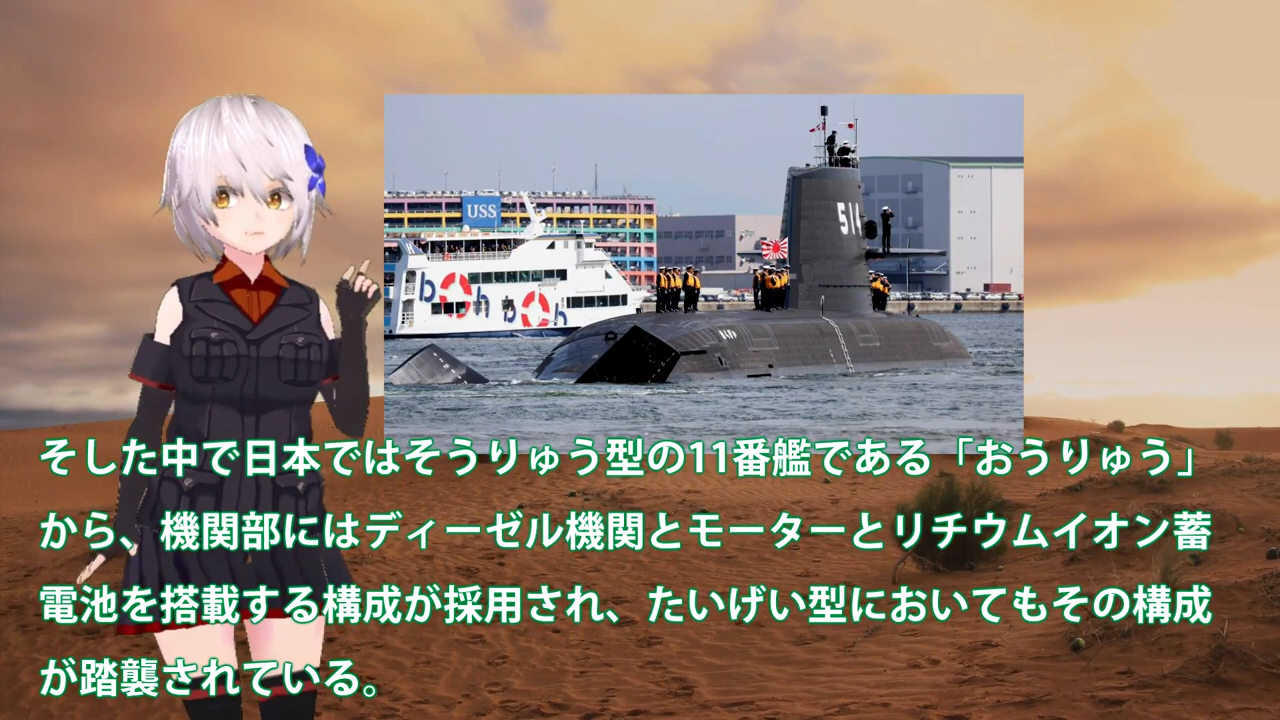 USS
514
そした中で日本ではそうりゅう型の11番艦である「おうりゅう」
から、機関部にはディーゼル機関とモーターとリチウムイオン蓄
電池を搭載する構成が採用され、たいげい型においてもその構成
が踏襲されている。